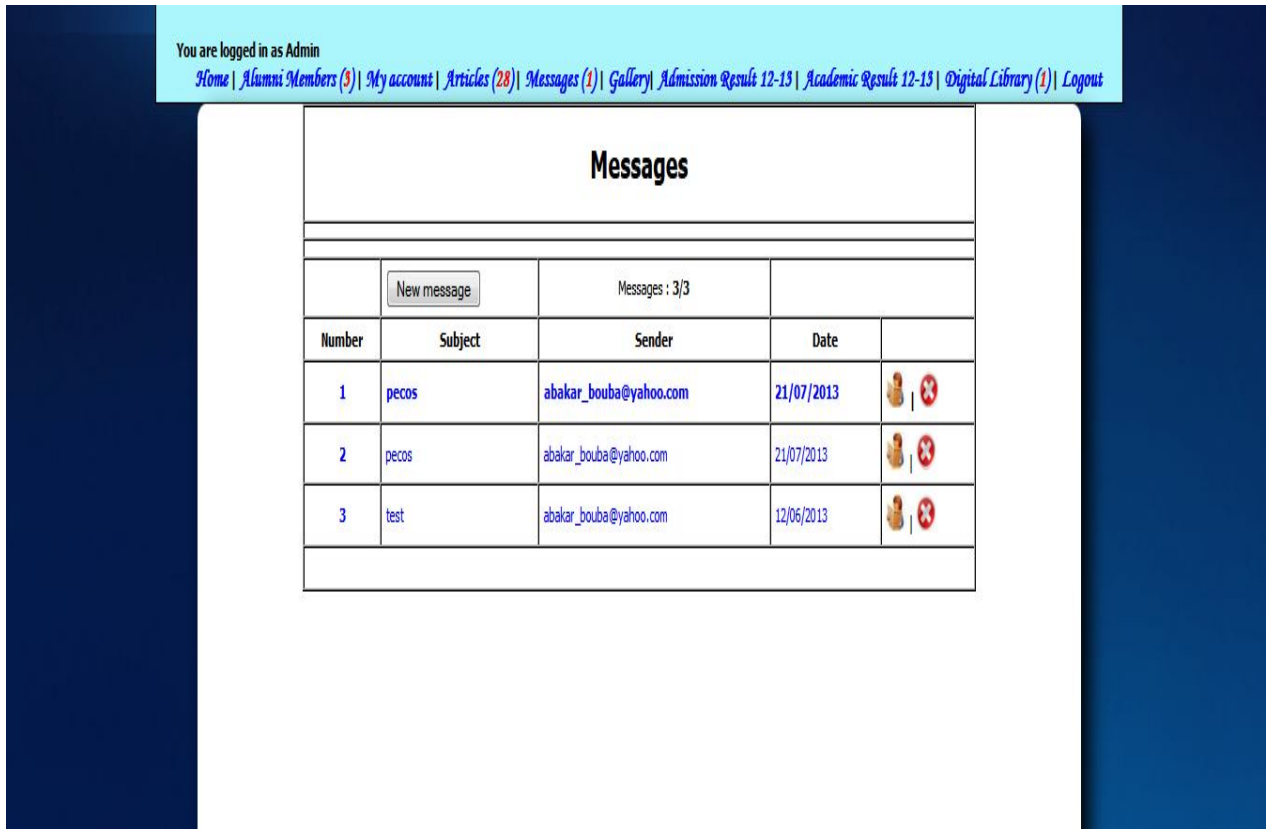 You are logged in as Admin
Home | Alumni Members (3) | My account | Articles (28) | Messages (1) | Gallery| Admission Result 12-13 | Academic Result 12-13 | Digital Library (1) | Logout
Messages
New message Messages : 3/3
Number Subject Sender Date
1 pecos abakar_bouba@yahoo.com 21/07/2013 |
2 pecos abakar_bouba@yahoo.com 21/07/2013 |
3 test abakar_bouba@yahoo.com 12/06/2013 |